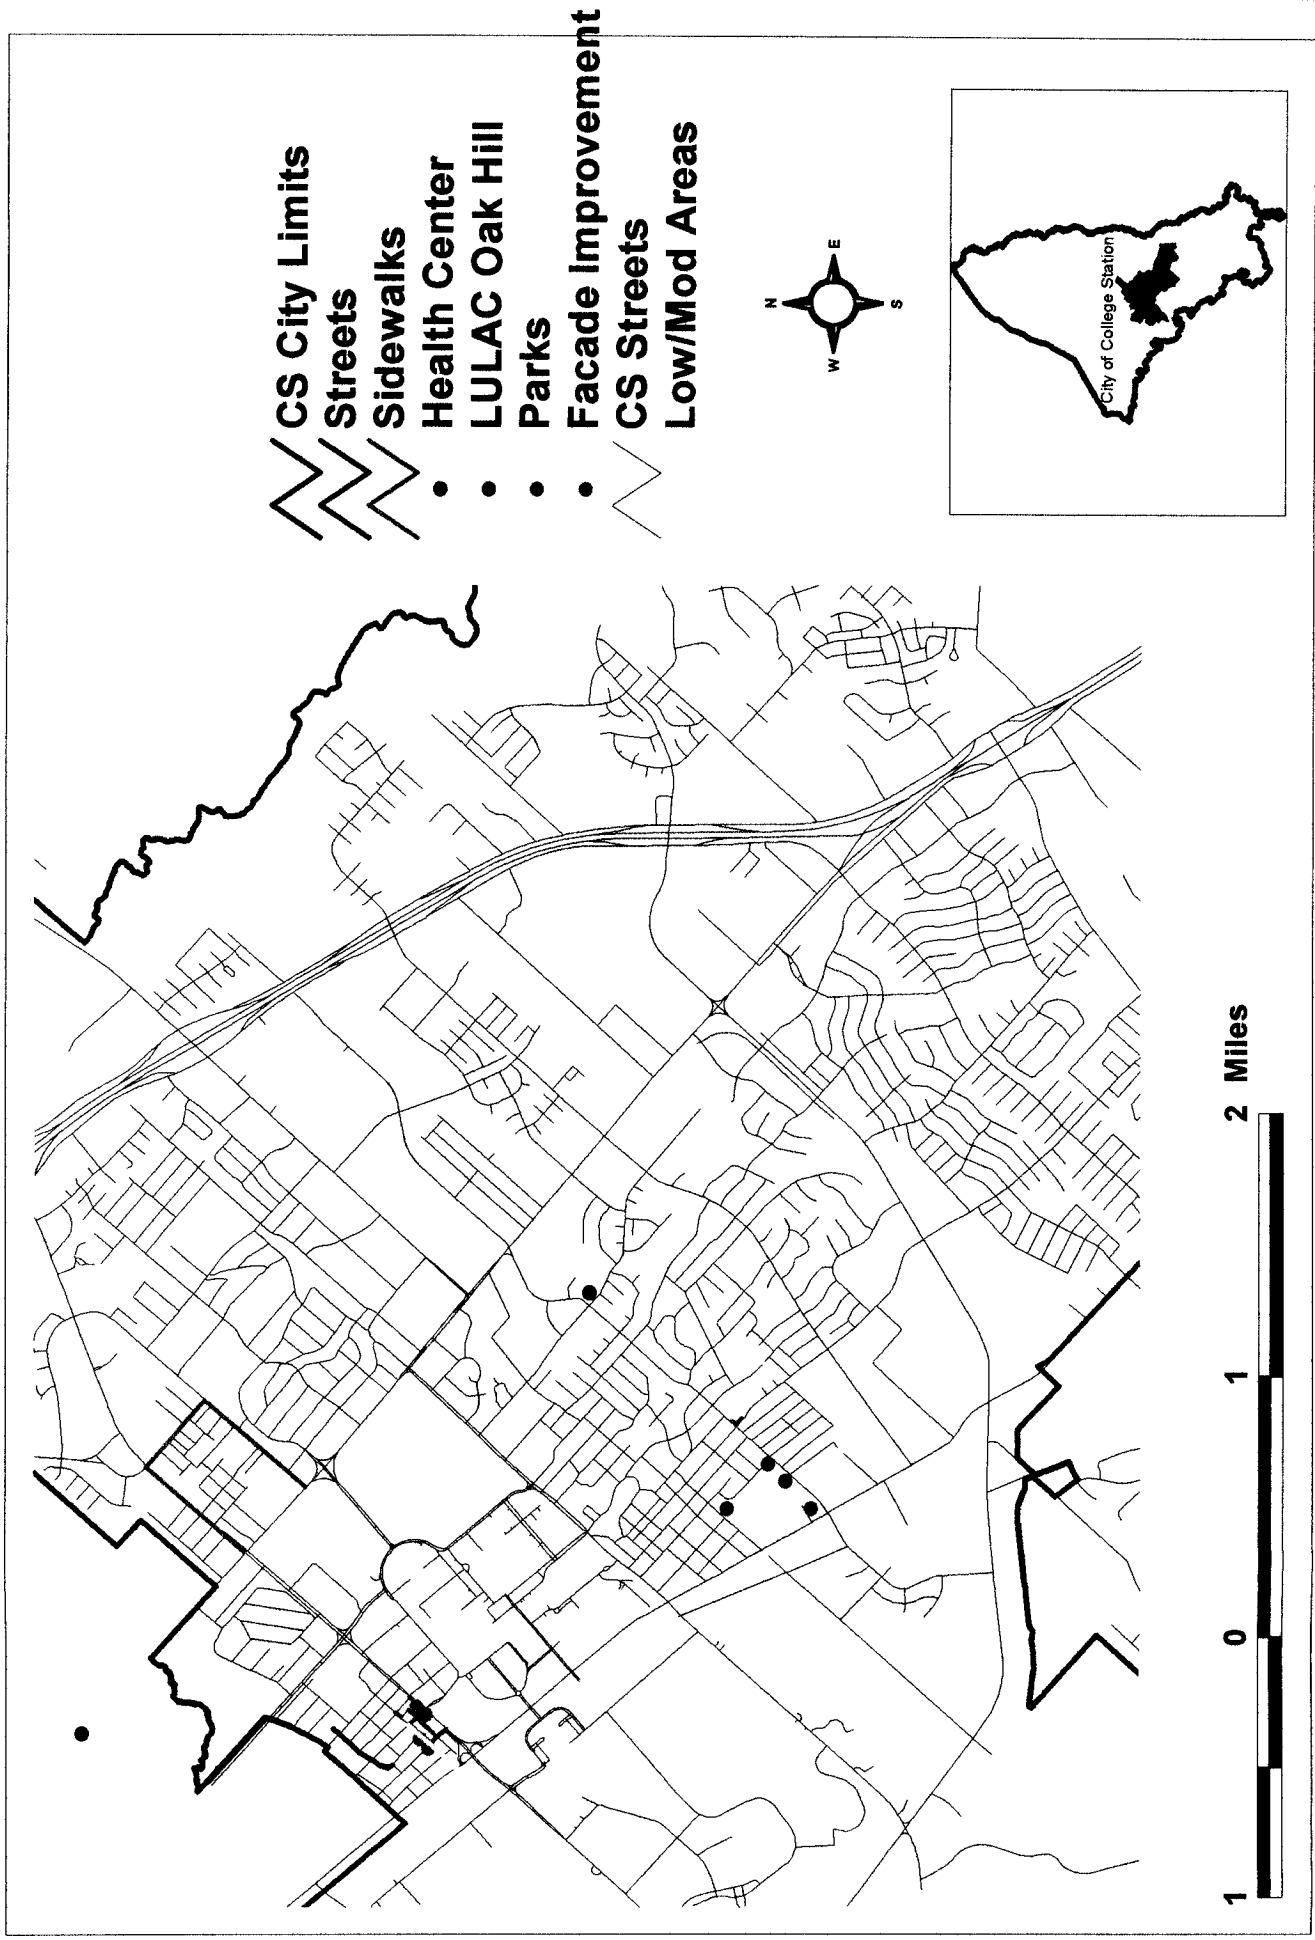 CS City Limits
Streets
Sidewalks
Health Center
LULAC Oak Hill
Parks
Facade Improvement
CS Streets
Low/Mod Areas
N
W
E
S
City of College Station
1
0
1
2 Miles